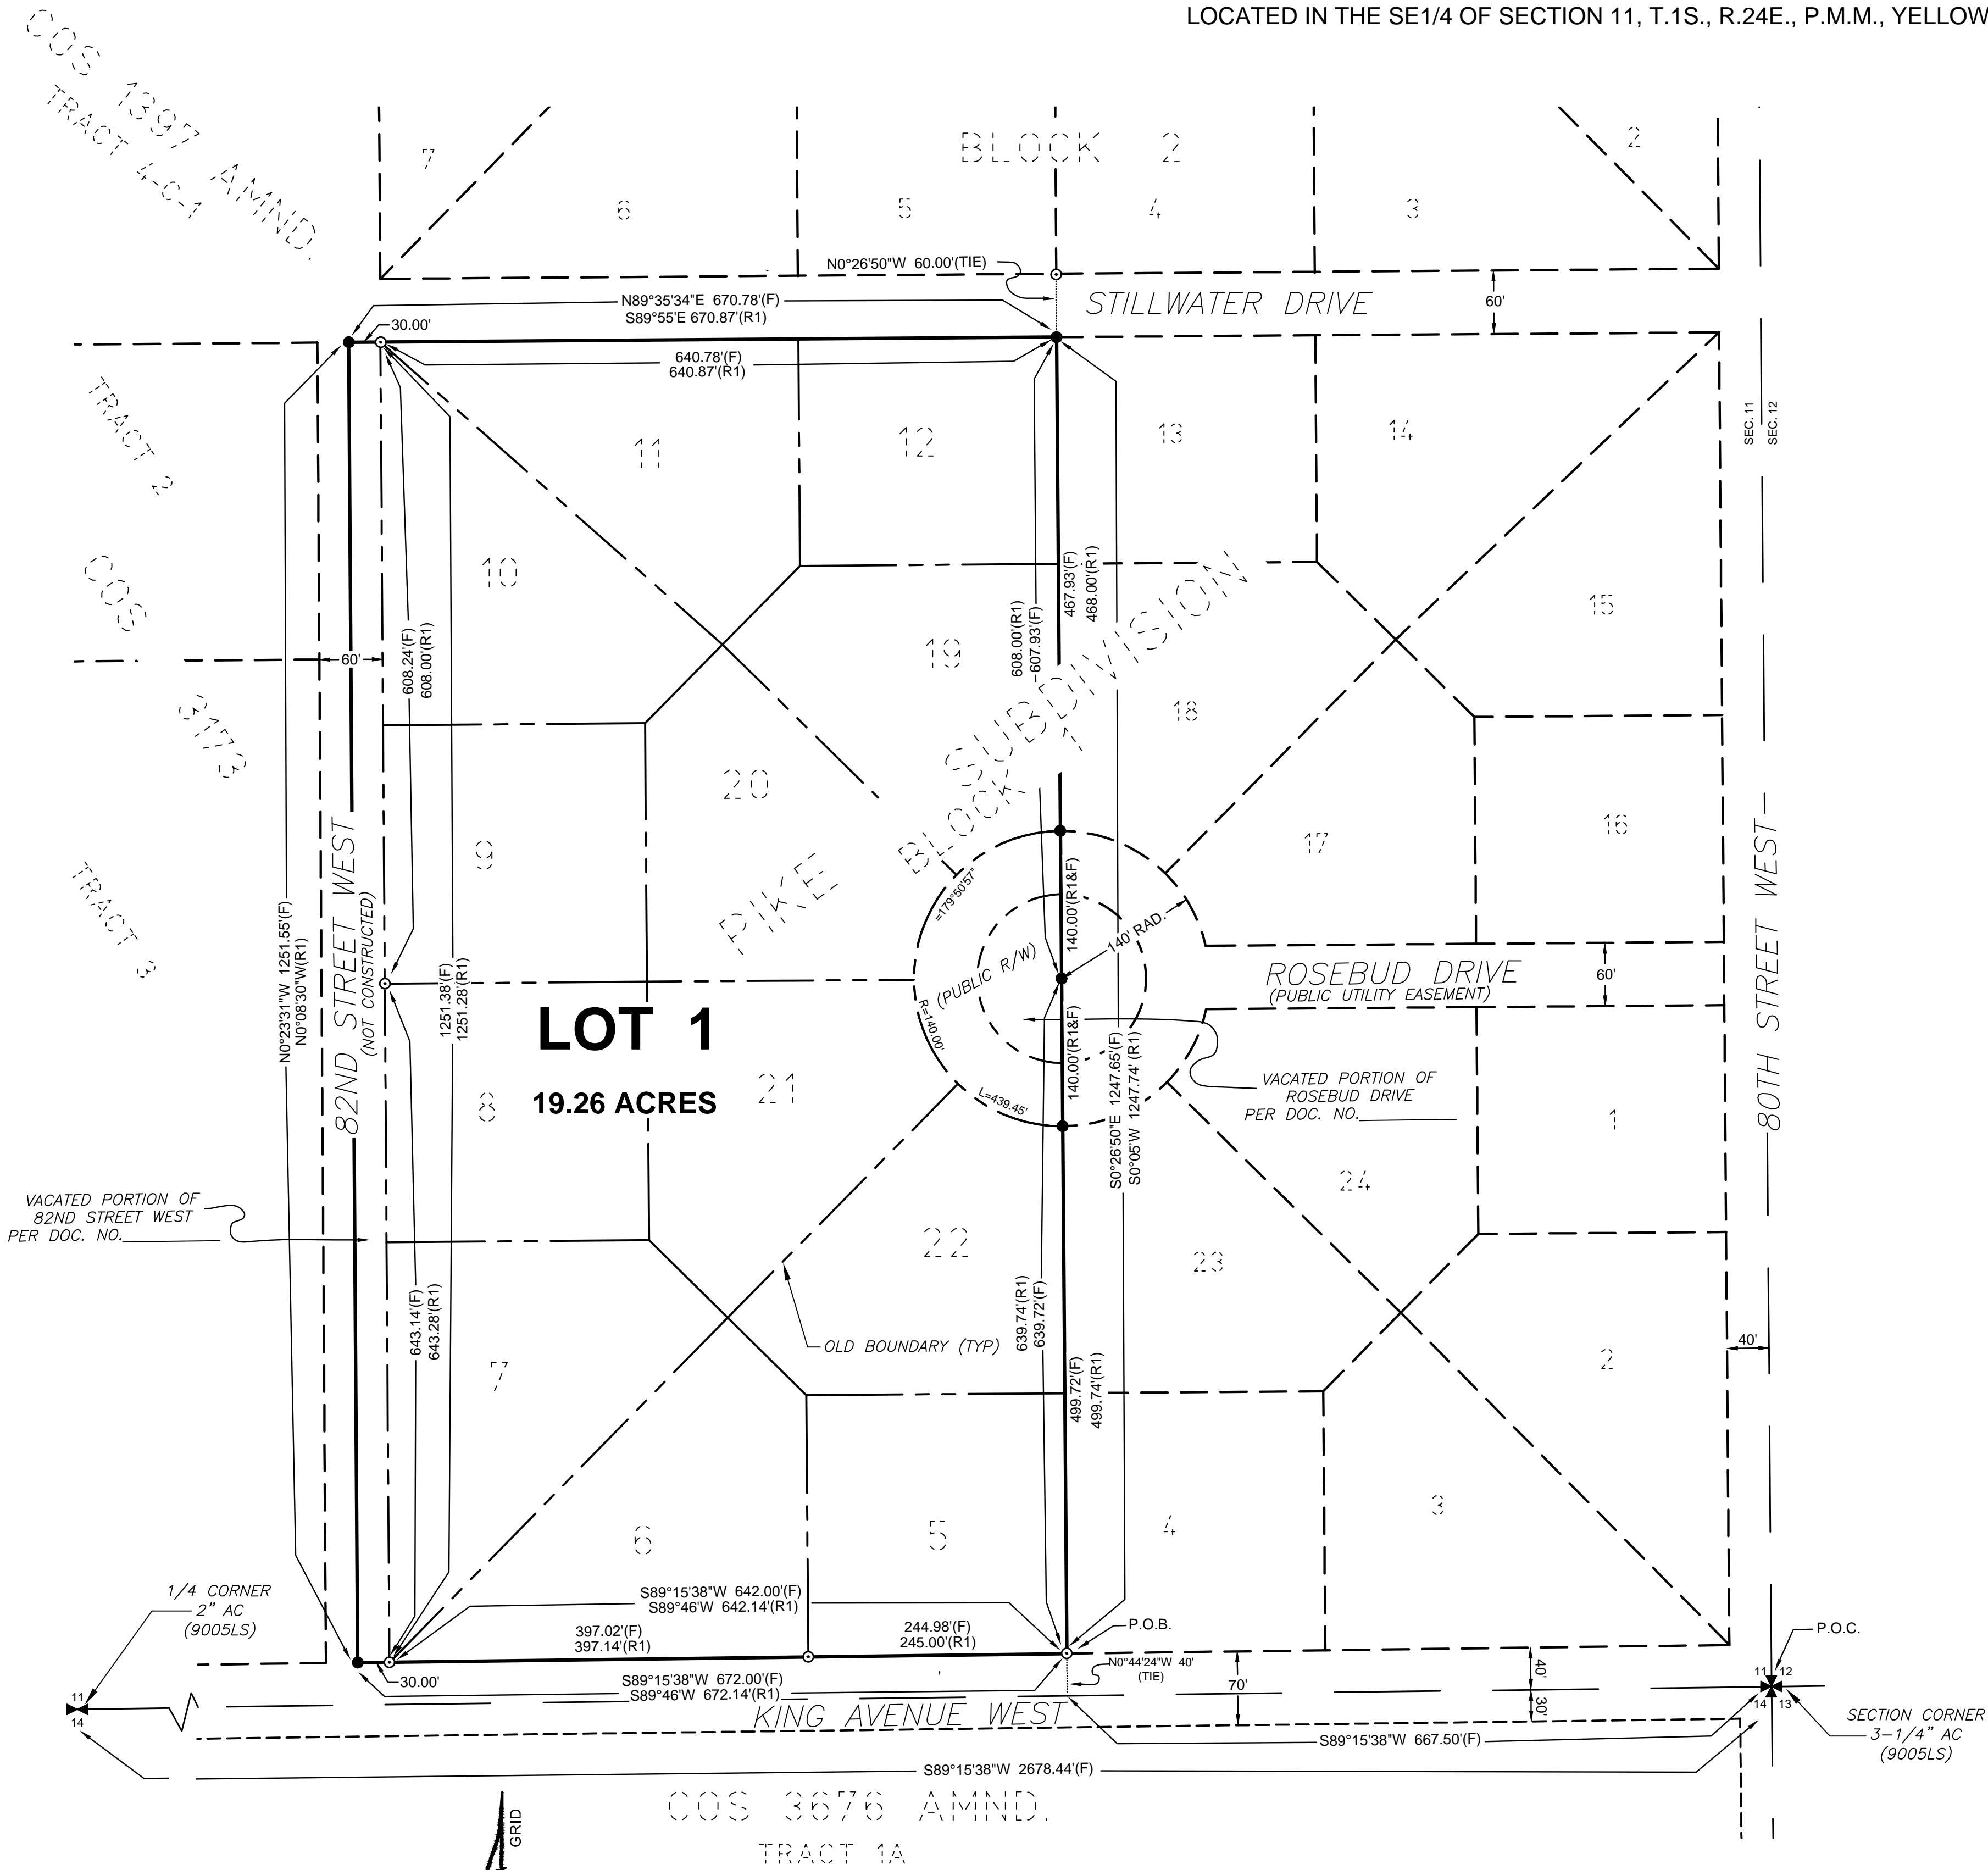 LOCATED IN THE SE1/4 OF SECTION 11, T.1S., R.24E., P.M.M., YELLOW
COS 1397 AMND.
TRACT 4-C-1
BLOCK 2
7
6
5
4
3
2
N0°26'50"W 60.00'(TIE)
STILLWATER DRIVE
60'
N89°35'34"E 670.78'(F)
S89°55'E 670.87'(R1)
30.00'
640.78'(F)
640.87'(R1)
TRACT 2
COS 3173
TRACT 3
SEC. 11
SEC. 12
11
12
13
14
10
19
18
15
60'
608.24'(F)
608.00'(R1)
608.00'(R1)
607.93'(F)
467.93'(F)
468.00'(R1)
PIKE SUBDIVISION
BLOCK 1
20
9
17
16
N0°23'31"W 1251.55'(F)
N0°08'30"W(R1)
82ND STREET WEST
(NOT CONSTRUCTED)
1251.38'(F)
1251.28'(R1)
=179°50'57"
R=140.00'
L=439.45'
(PUBLIC R/W)
140.00'(R1&F)
140' RAD.
140.00'(R1&F)
ROSEBUD DRIVE
(PUBLIC UTILITY EASEMENT)
60'
80TH STREET WEST
LOT 1
19.26 ACRES
8
21
S0°26'50"E 1247.65'(F)
S0°05'W 1247.74' (R1)
VACATED PORTION OF
ROSEBUD DRIVE
PER DOC. NO.
1
24
VACATED PORTION OF
82ND STREET WEST
PER DOC. NO.
22
23
643.14'(F)
643.28'(R1)
639.74'(R1)
639.72'(F)
OLD BOUNDARY (TYP)
499.72'(F)
499.74'(R1)
40'
7
2
6
5
4
3
1/4 CORNER
2" AC
(9005LS)
S89°15'38"W 642.00'(F)
S89°46'W 642.14'(R1)
397.02'(F)
397.14'(R1)
244.98'(F)
245.00'(R1)
P.O.B.
P.O.C.
30.00'
S89°15'38"W 672.00'(F)
S89°46'W 672.14'(R1)
N0°44'24"W 40'
(TIE)
70'
40'
30'
11
14
11 12
14 13
KING AVENUE WEST
SECTION CORNER
3-1/4" AC
(9005LS)
S89°15'38"W 667.50'(F)
S89°15'38"W 2678.44'(F)
COS 3676 AMND.
TRACT 1A
GRID